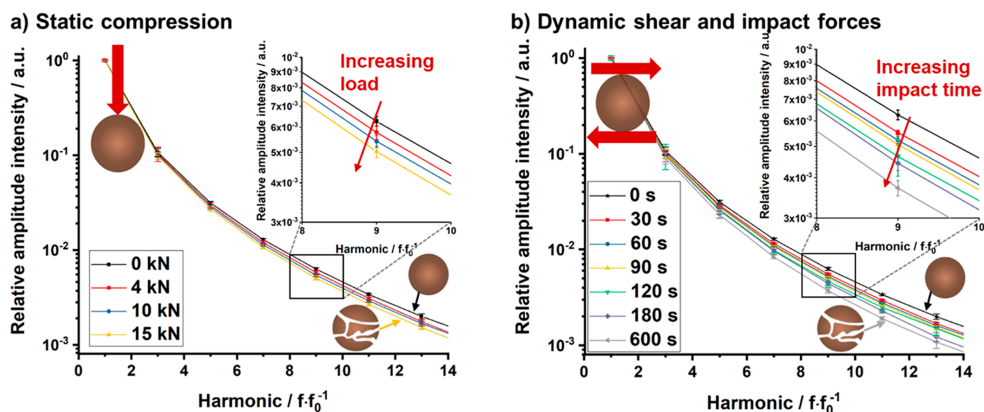 a) Static compression
Relative amplitude intensity / a.u.
10⁰
10⁻¹
10⁻²
10⁻³
0 2 4 6 8 10 12 14
Harmonic / f·f₀⁻¹
0 kN
4 kN
10 kN
15 kN
Relative amplitude intensity / a.u.
10⁻²
9x10⁻³
8x10⁻³
7x10⁻³
6x10⁻³
5x10⁻³
4x10⁻³
3x10⁻³
8 9 10
Harmonic / f·f₀⁻¹
Increasing
load
b) Dynamic shear and impact forces
Relative amplitude intensity / a.u.
10⁰
10⁻¹
10⁻²
10⁻³
0 2 4 6 8 10 12 14
Harmonic / f·f₀⁻¹
0 s
30 s
60 s
90 s
120 s
180 s
600 s
Relative amplitude intensity / a.u.
10⁻²
9x10⁻³
8x10⁻³
7x10⁻³
6x10⁻³
5x10⁻³
4x10⁻³
3x10⁻³
8 9 10
Harmonic / f·f₀⁻¹
Increasing
impact time